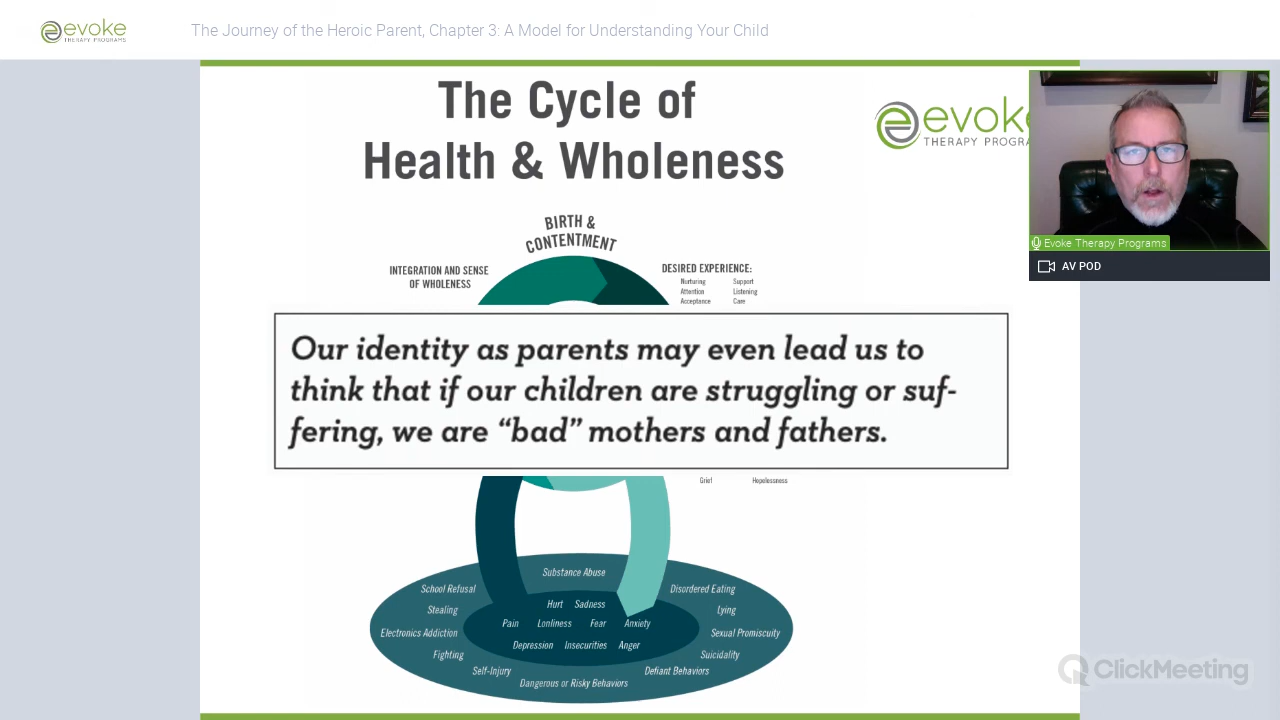 evoke
THERAPY PROGRAMS
The Journey of the Heroic Parent, Chapter 3: A Model for Understanding Your Child
The Cycle of
Health & Wholeness
evoke
THERAPY PROGRA
Evoke Therapy Programs
AV POD
BIRTH &
CONTENTMENT
INTEGRATION AND SENSE
OF WHOLENESS
DESIRED EXPERIENCE:
Nurturing Support
Attention Listening
Acceptance Care
Our identity as parents may even lead us to
think that if our children are struggling or suf-
fering, we are “bad” mothers and fathers.
Grief Hopelessness
Substance Abuse
School Refusal Disordered Eating
Hurt Sadness
Stealing Lying
Pain Lonliness Fear Anxiety
Electronics Addiction Sexual Promiscuity
Depression Insecurities Anger
Fighting Suicidality
Self-Injury Defiant Behaviors
Dangerous or Risky Behaviors
ClickMeeting